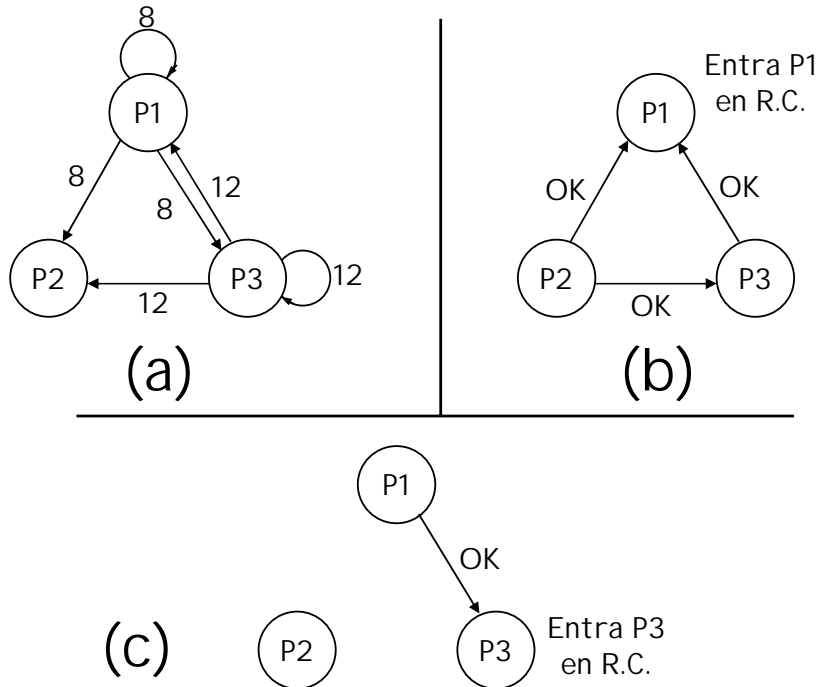 8
P1
8
8
12
P2
P3
12
12
(a)
Entra P1
en R.C.
P1
OK
OK
P2
P3
OK
(b)
P1
OK
(c)
P2
P3
Entra P3
en R.C.